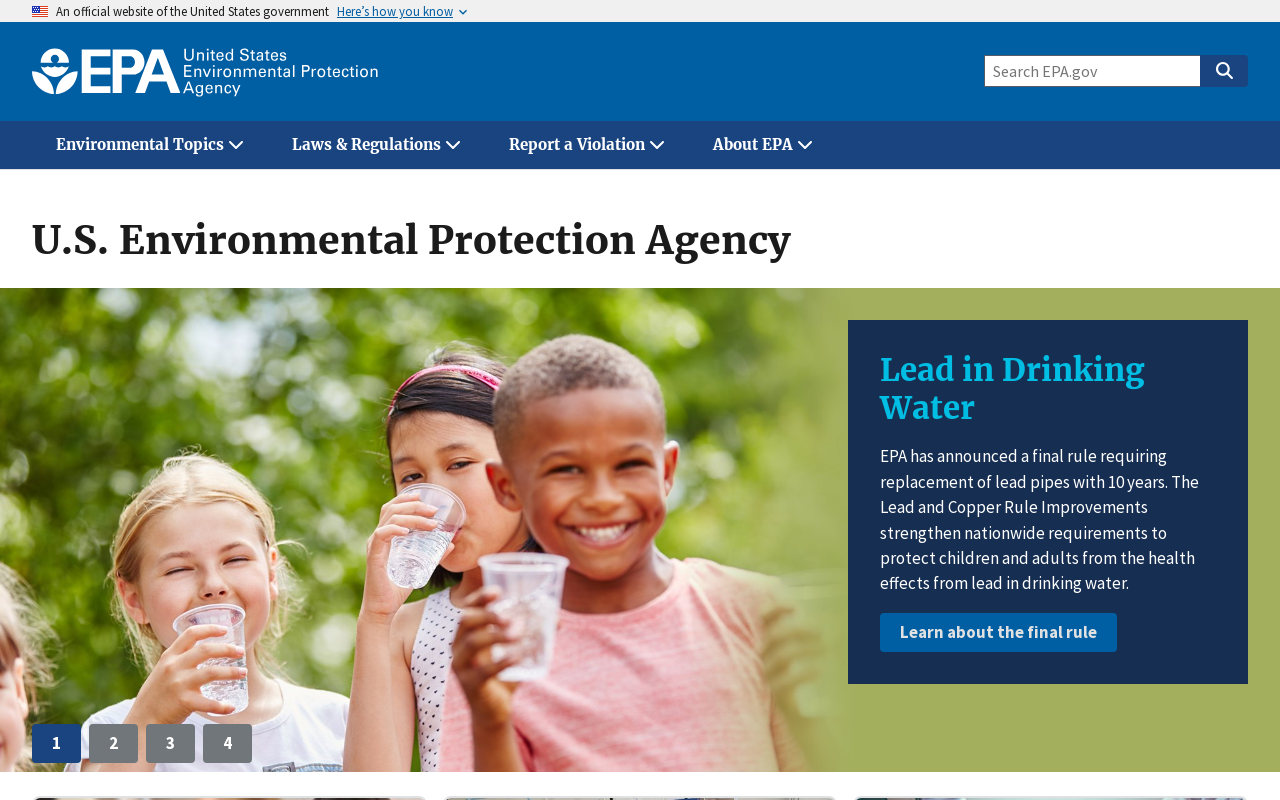 An official website of the United States government Here's how you know
EPA United States
Environmental Protection
Agency
Search EPA.gov
Environmental Topics
Laws & Regulations
Report a Violation
About EPA
U.S. Environmental Protection Agency
Lead in Drinking
Water
EPA has announced a final rule requiring
replacement of lead pipes with 10 years. The
Lead and Copper Rule Improvements
strengthen nationwide requirements to
protect children and adults from the health
effects from lead in drinking water.
Learn about the final rule
1 2 3 4